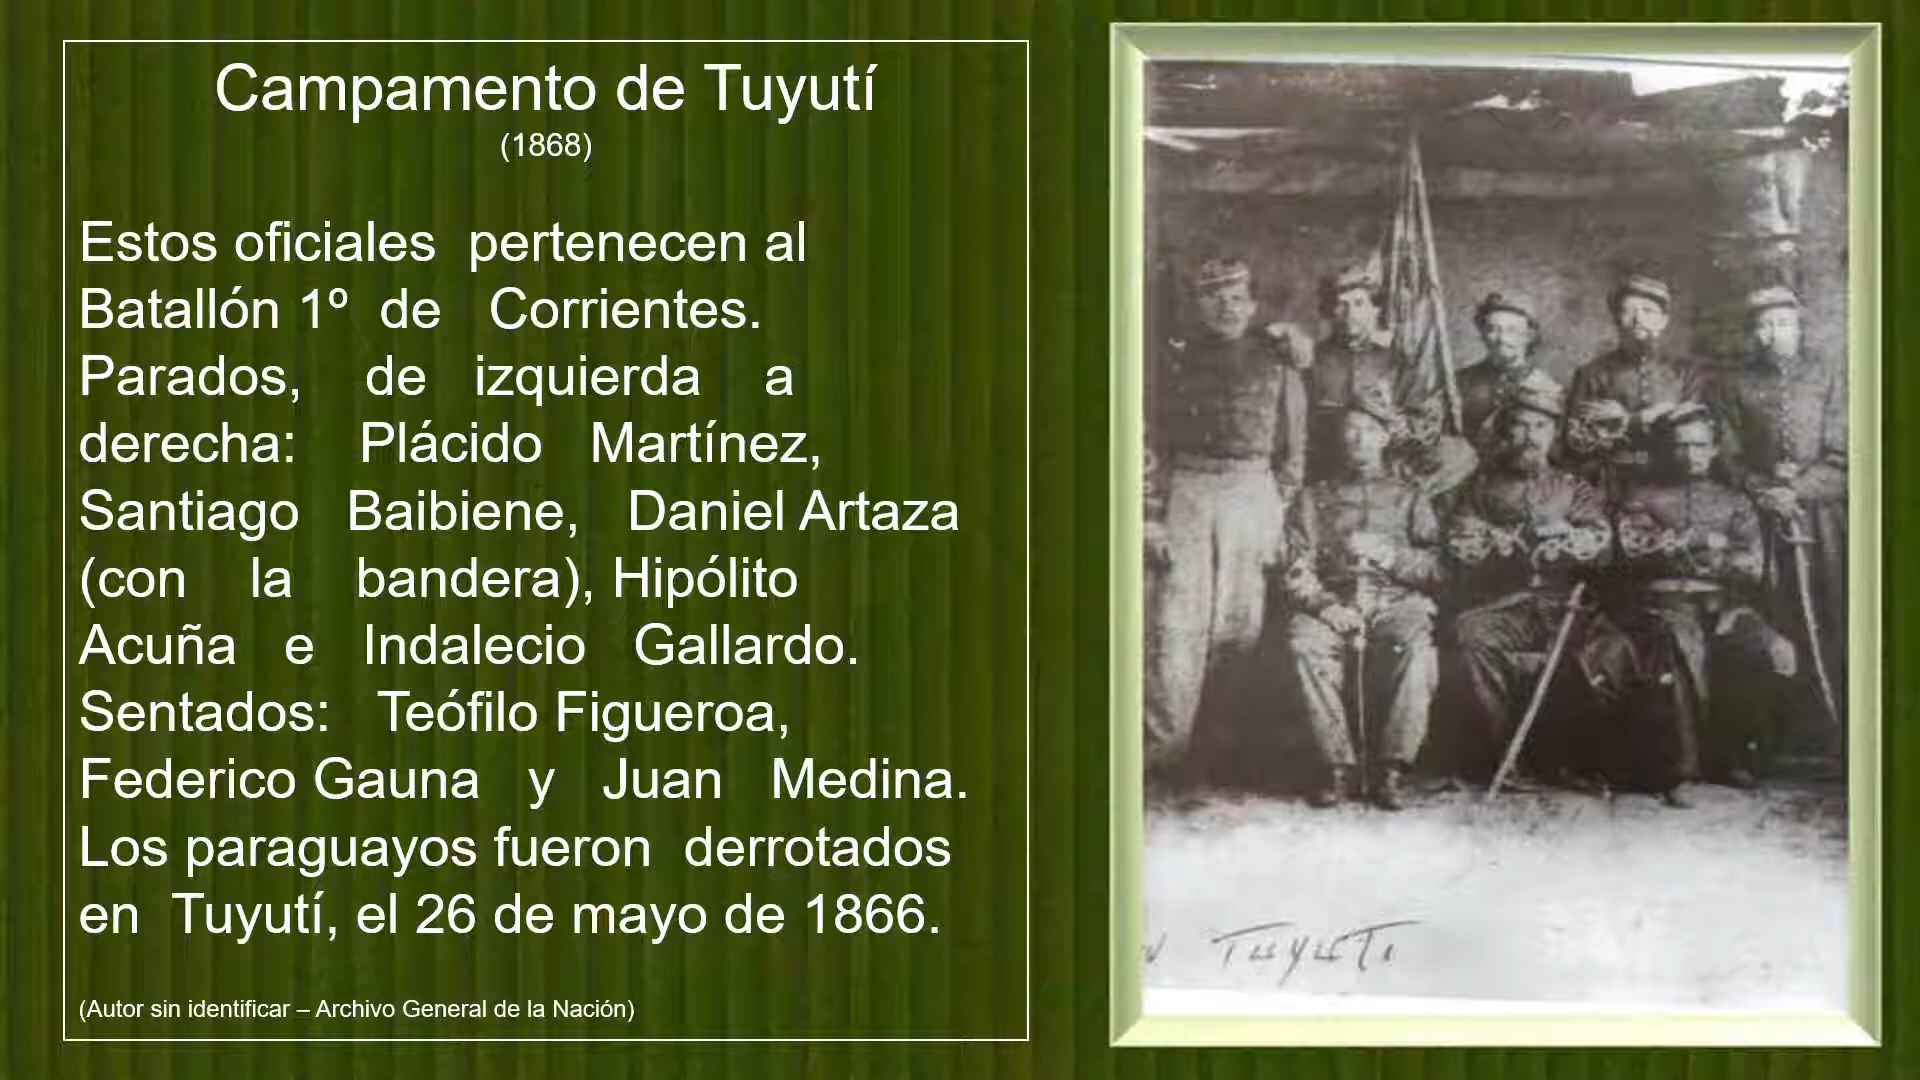 Campamento de Tuyutí
(1868)
Estos oficiales pertenecen al
Batallón 1º de Corrientes.
Parados, de izquierda a
derecha: Plácido Martínez,
Santiago Baibiene, Daniel Artaza
(con la bandera), Hipólito
Acuña e Indalecio Gallardo.
Sentados: Teófilo Figueroa,
Federico Gauna y Juan Medina.
Los paraguayos fueron derrotados
en Tuyutí, el 26 de mayo de 1866.
(Autor sin identificar – Archivo General de la Nación)
Tuyuti